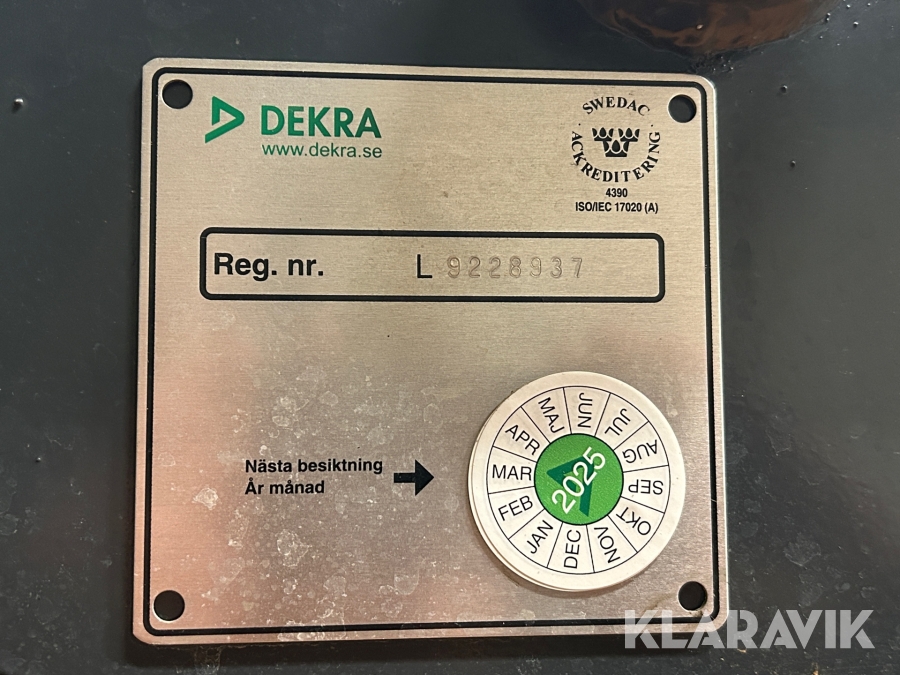 DEKRA
www.dekra.se
SWEDAC
ACKREDITERING
4390
ISO/IEC 17020 (A)
Reg. nr. L 9228937
Nästa besiktning
År månad
JAN
FEB
MAR
APR
MAJ
JUN
JUL
AUG
SEP
OKT
NOV
DEC
2025
KLARAVIK